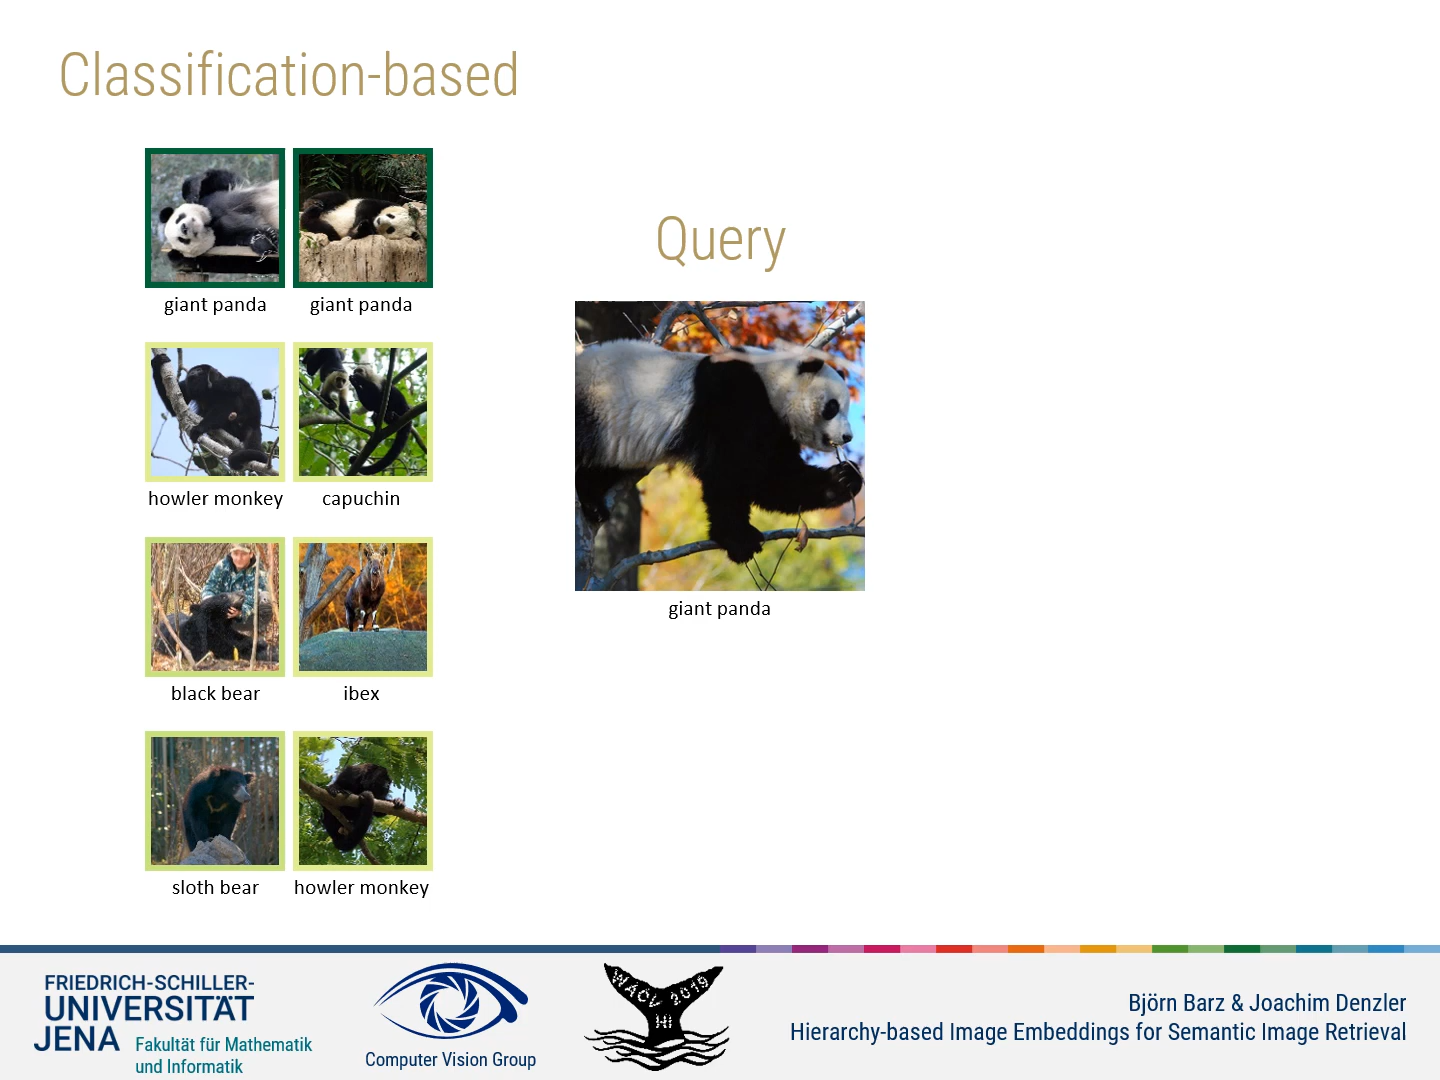 Classification-based
giant panda
giant panda
howler monkey
capuchin
black bear
ibex
sloth bear
howler monkey
Query
giant panda
FRIEDRICH-SCHILLER-
UNIVERSITÄT
JENA
Fakultät für Mathematik
und Informatik
Computer Vision Group
WACV 2019
HI
Björn Barz & Joachim Denzler
Hierarchy-based Image Embeddings for Semantic Image Retrieval